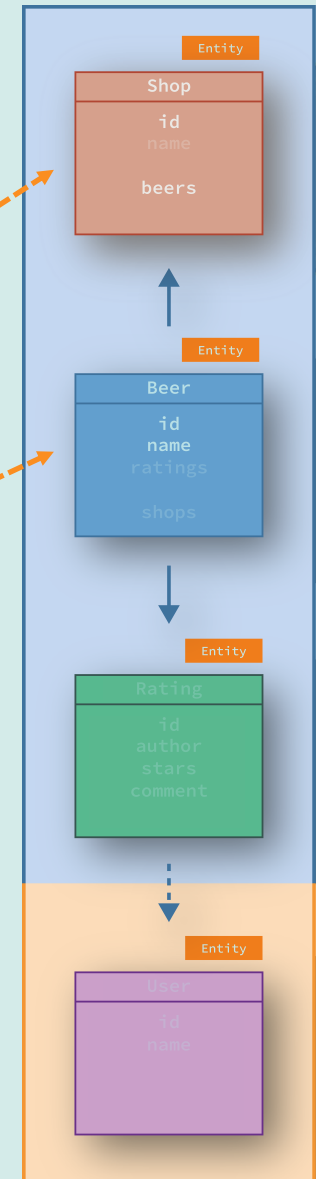 Entity
Shop
id
name
beers
Entity
Beer
id
name
ratings
shops
Entity
Rating
id
author
stars
comment
Entity
User
id
name